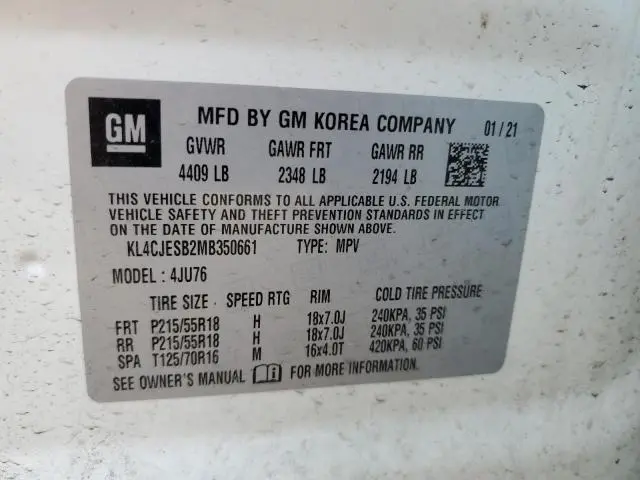 GM
MFD BY GM KOREA COMPANY 01/21
GVWR GAWR FRT GAWR RR
4409 LB 2348 LB 2194 LB
THIS VEHICLE CONFORMS TO ALL APPLICABLE U.S. FEDERAL MOTOR
VEHICLE SAFETY AND THEFT PREVENTION STANDARDS IN EFFECT
ON THE DATE OF MANUFACTURE SHOWN ABOVE.
KL4CJESB2MB350661 TYPE: MPV
MODEL : 4JU76
TIRE SIZE SPEED RTG RIM COLD TIRE PRESSURE
FRT P215/55R18 H 18x7.0J 240KPA, 35 PSI
RR P215/55R18 H 18x7.0J 240KPA, 35 PSI
SPA T125/70R16 M 16x4.0T 420KPA, 60 PSI
SEE OWNER'S MANUAL FOR MORE INFORMATION.